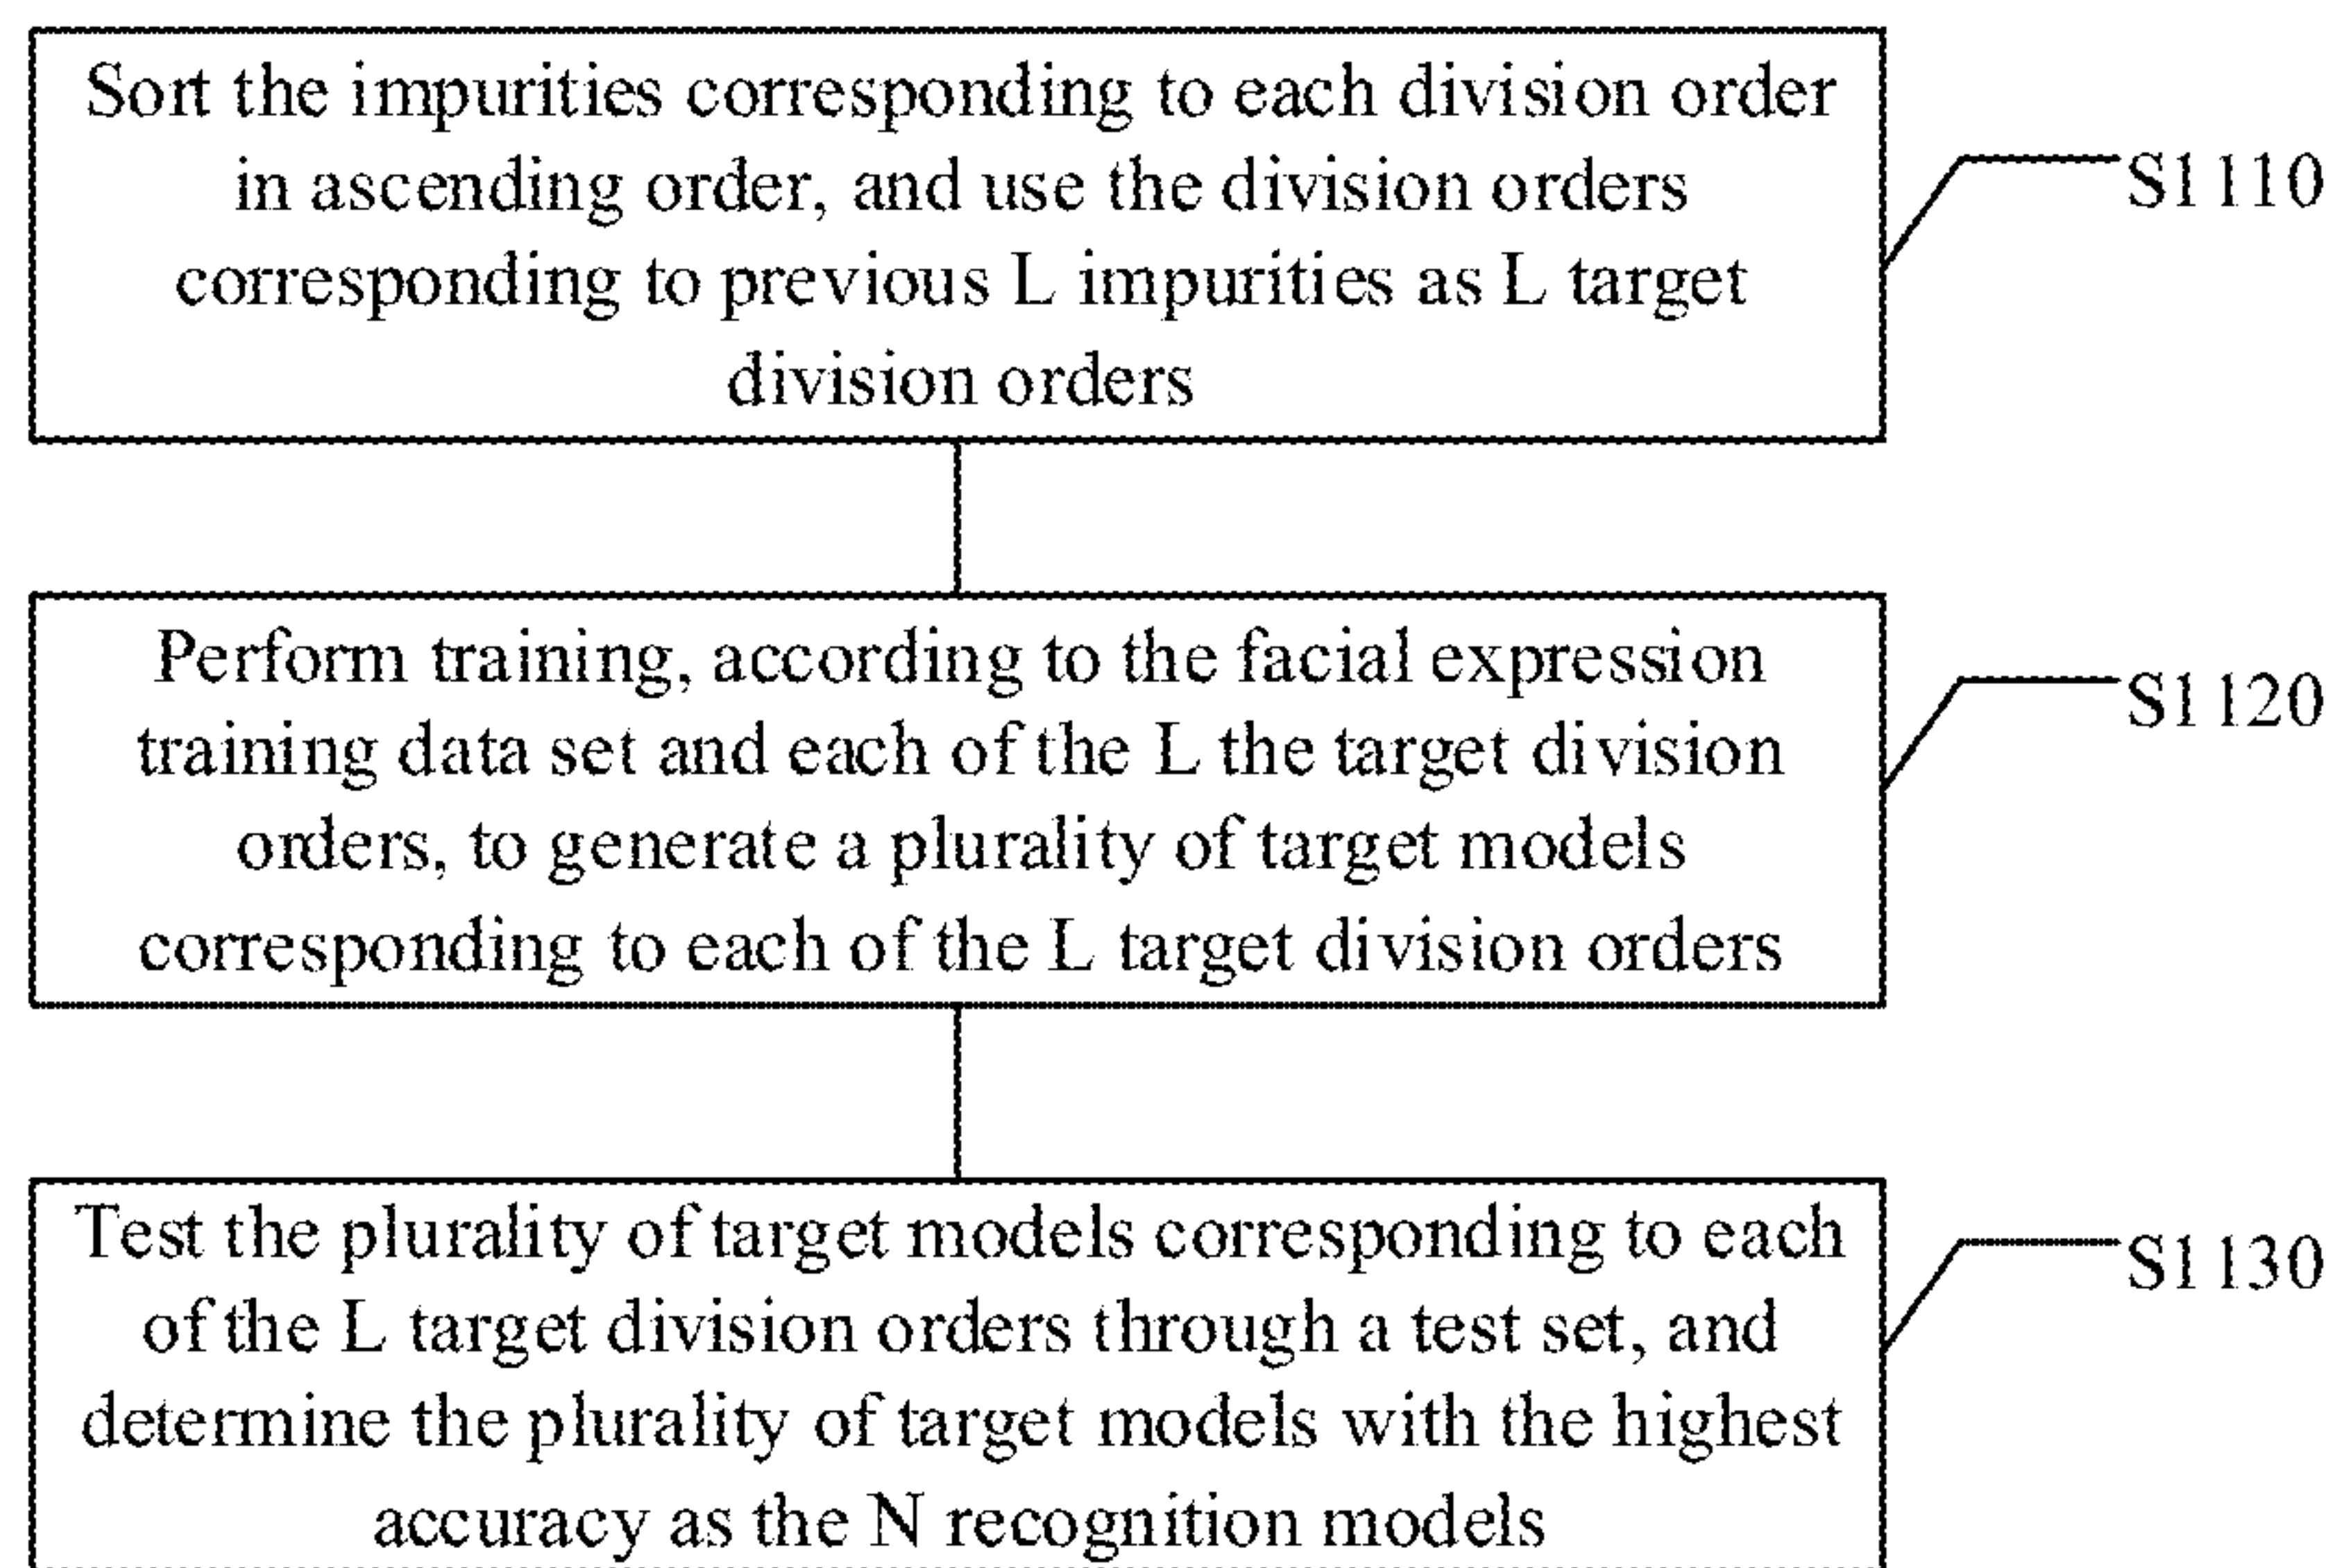 Sort the impurities corresponding to each division order
in ascending order, and use the division orders
corresponding to previous L impurities as L target
division orders
S1110
Perform training, according to the facial expression
training data set and each of the L the target division
orders, to generate a plurality of target models
corresponding to each of the L target division orders
S1120
Test the plurality of target models corresponding to each
of the L target division orders through a test set, and
determine the plurality of target models with the highest
accuracy as the N recognition models
S1130